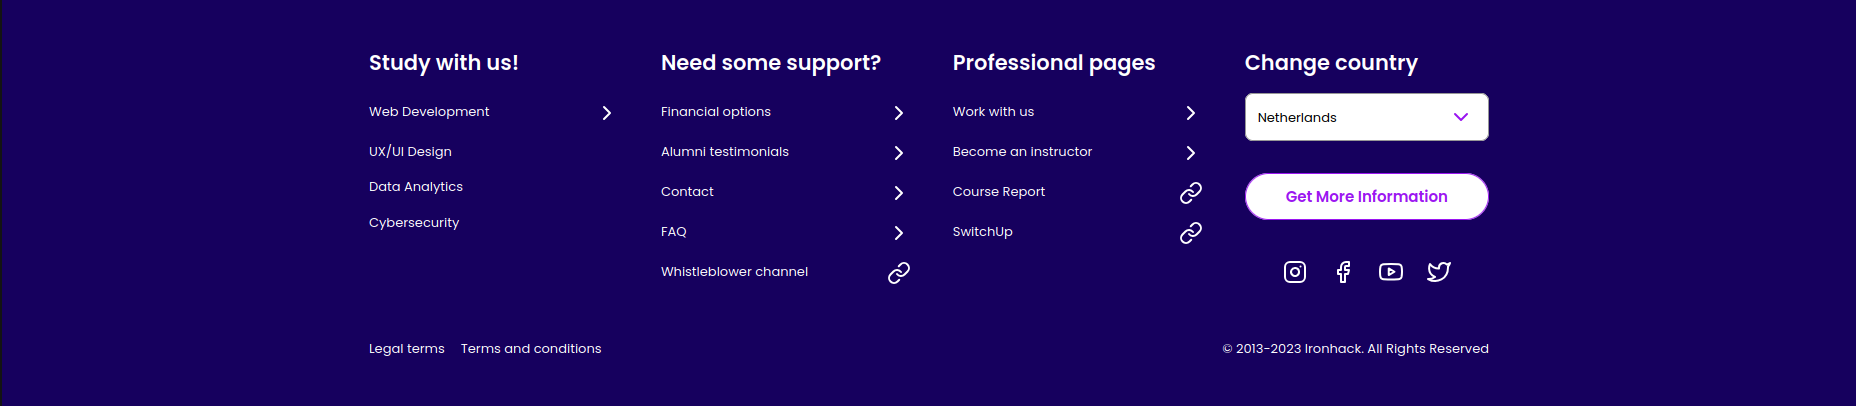 Study with us!
Web Development
UX/UI Design
Data Analytics
Cybersecurity
Need some support?
Financial options
Alumni testimonials
Contact
FAQ
Whistleblower channel
Professional pages
Work with us
Become an instructor
Course Report
SwitchUp
Change country
Netherlands
Get More Information
Legal terms Terms and conditions
© 2013-2023 Ironhack. All Rights Reserved